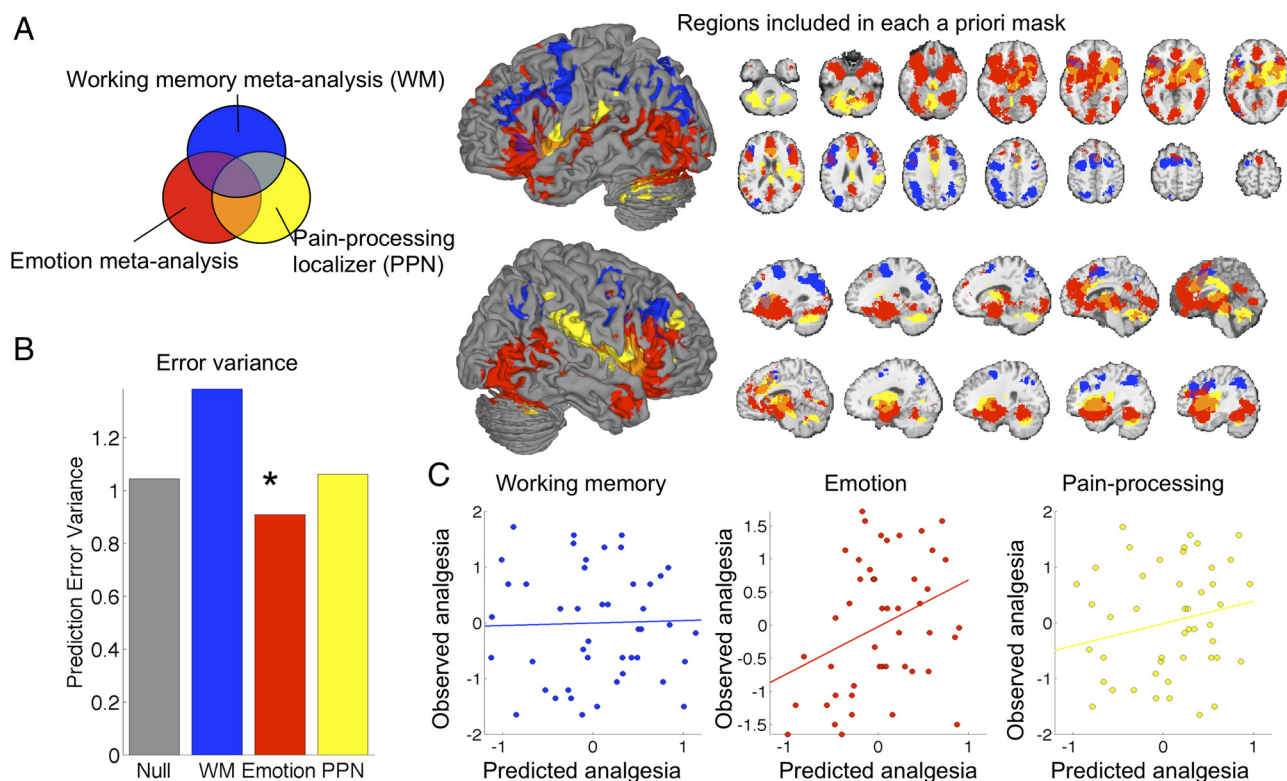 A
Regions included in each a priori mask
Working memory meta-analysis (WM)
Emotion meta-analysis
Pain-processing
localizer (PPN)
B
Error variance
Prediction Error Variance
1.2
1
0.8
0.6
0.4
0.2
0
*
Null
WM
Emotion
PPN
C
Working memory
Observed analgesia
2
1
0
-1
-2
-1
0
1
Predicted analgesia
Emotion
Observed analgesia
1.5
1
0.5
0
-0.5
-1
-1.5
-1
0
1
Predicted analgesia
Pain-processing
Observed analgesia
2
1
0
-1
-2
-1
0
1
Predicted analgesia